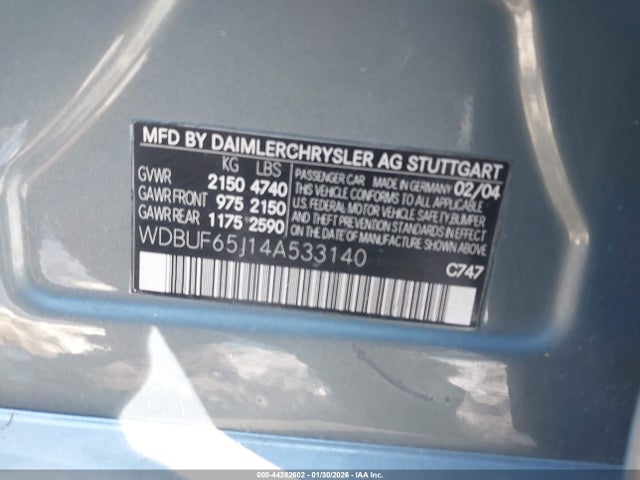 MFD BY DAIMLERCHRYSLER AG STUTTGART
KG LBS
GVWR 2150 4740
GAWR FRONT 975 2150
GAWR REAR 1175 2590
PASSENGER CAR MADE IN GERMANY 02/04
THIS VEHICLE CONFORMS TO ALL APPLICABLE
U.S. FEDERAL MOTOR VEHICLE SAFETY, BUMPER
AND THEFT PREVENTION STANDARDS IN EFFECT
ON THE DATE OF MANUFACTURE SHOWN ABOVE
WDBUF65J14A533140
C747
000-44282602 - 01/30/2026 - IAA Inc.